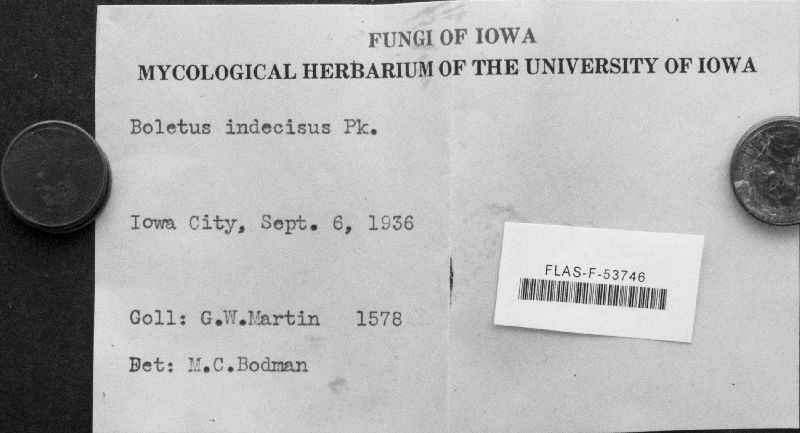 FUNGI OF IOWA
MYCOLOGICAL HERBARIUM OF THE UNIVERSITY OF IOWA
Boletus indecisus Pk.
Iowa City, Sept. 6, 1936
FLAS-F-53746
Coll: G.W.Martin 1578
Det: M.C.Bodman